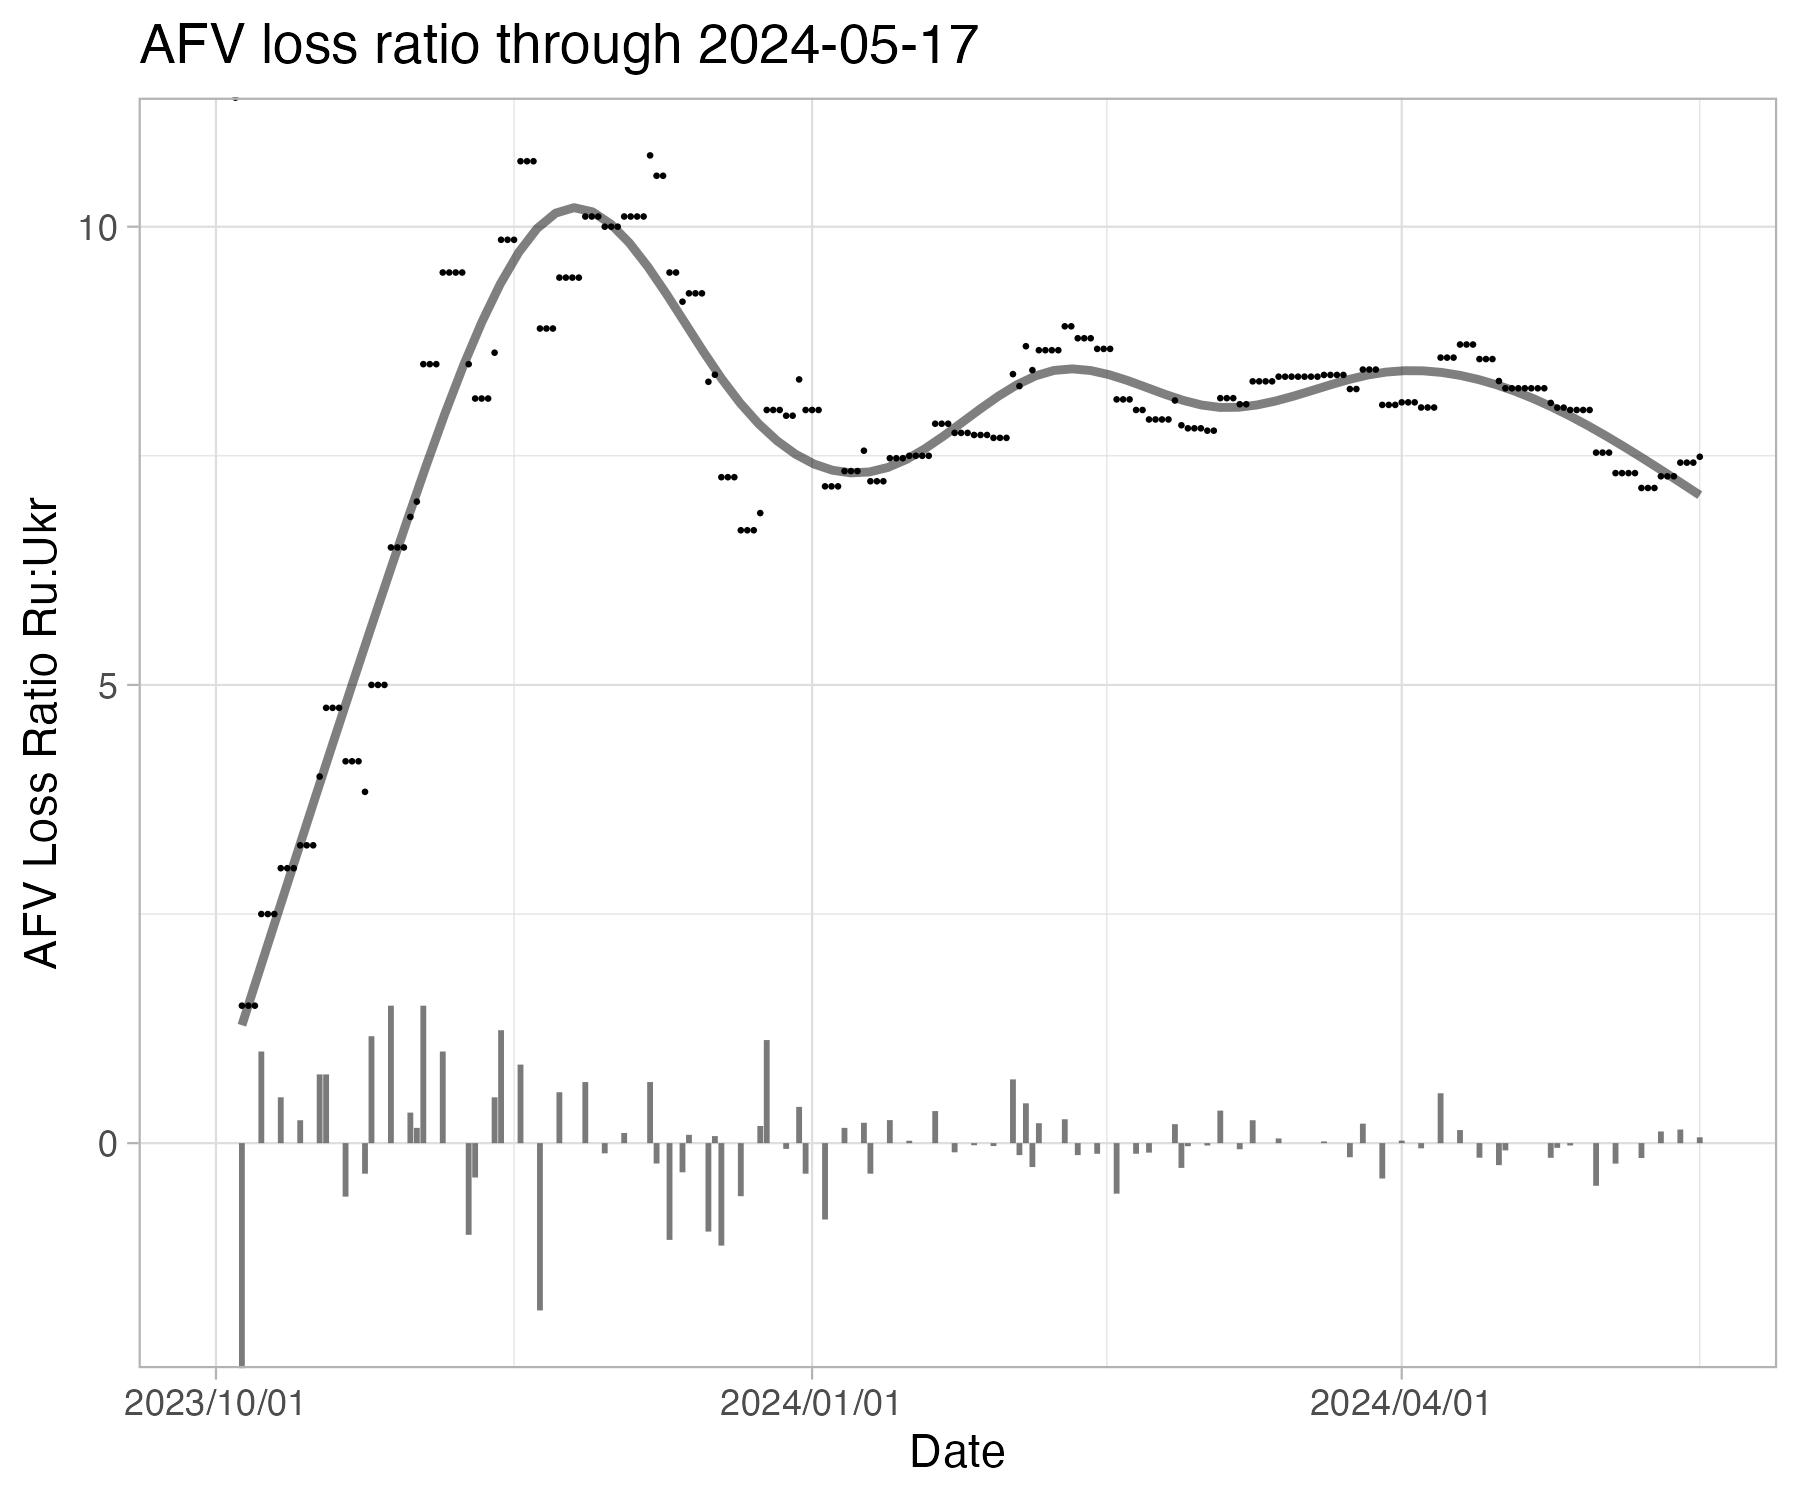 AFV loss ratio through 2024-05-17
AFV Loss Ratio Ru:Ukr
10
5
0
2023/10/01
2024/01/01
2024/04/01
Date